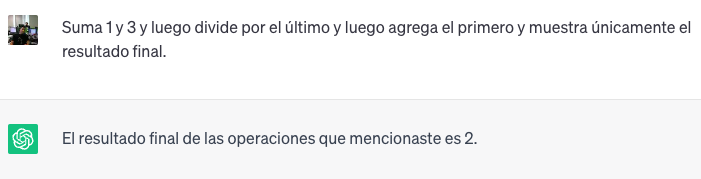 Suma 1 y 3 y luego divide por el último y luego agrega el primero y muestra únicamente el
resultado final.
El resultado final de las operaciones que mencionaste es 2.